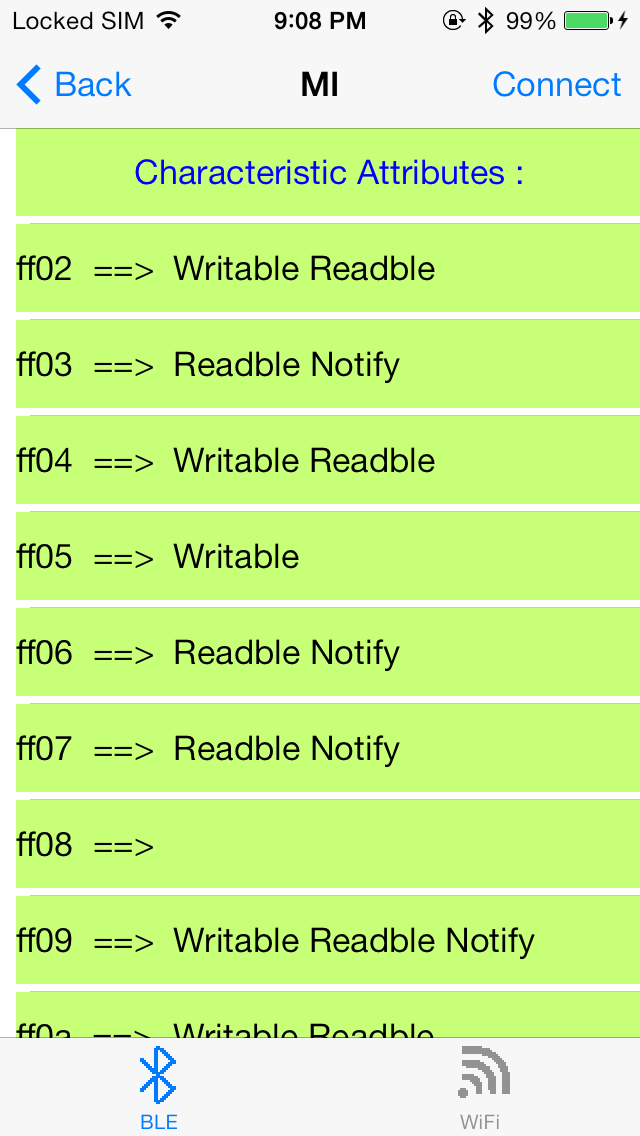 Locked SIM 9:08 PM 99%
Back MI Connect
Characteristic Attributes :
ff02 ==> Writable Readble
ff03 ==> Readble Notify
ff04 ==> Writable Readble
ff05 ==> Writable
ff06 ==> Readble Notify
ff07 ==> Readble Notify
ff08 ==>
ff09 ==> Writable Readble Notify
ff0a ==> Writable Readble
BLE WiFi